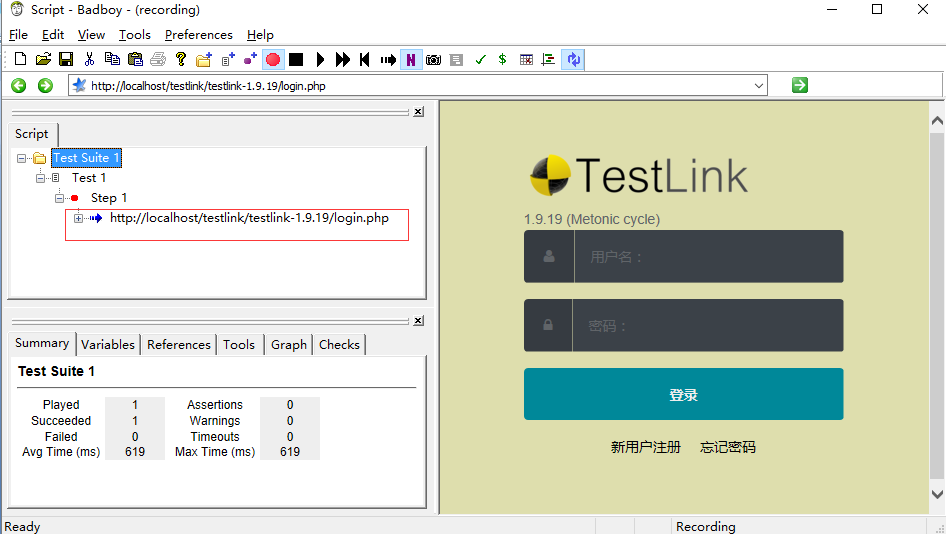 Script - Badboy - (recording)
File Edit View Tools Preferences Help
http://localhost/testlink/testlink-1.9.19/login.php
Script
Test Suite 1
Test 1
Step 1
http://localhost/testlink/testlink-1.9.19/login.php
Summary Variables References Tools Graph Checks
Test Suite 1
Played 1 Assertions 0
Succeeded 1 Warnings 0
Failed 0 Timeouts 0
Avg Time (ms) 619 Max Time (ms) 619
TestLink
1.9.19 (Metonic cycle)
用户名：
密码：
登录
新用户注册 忘记密码
Ready Recording